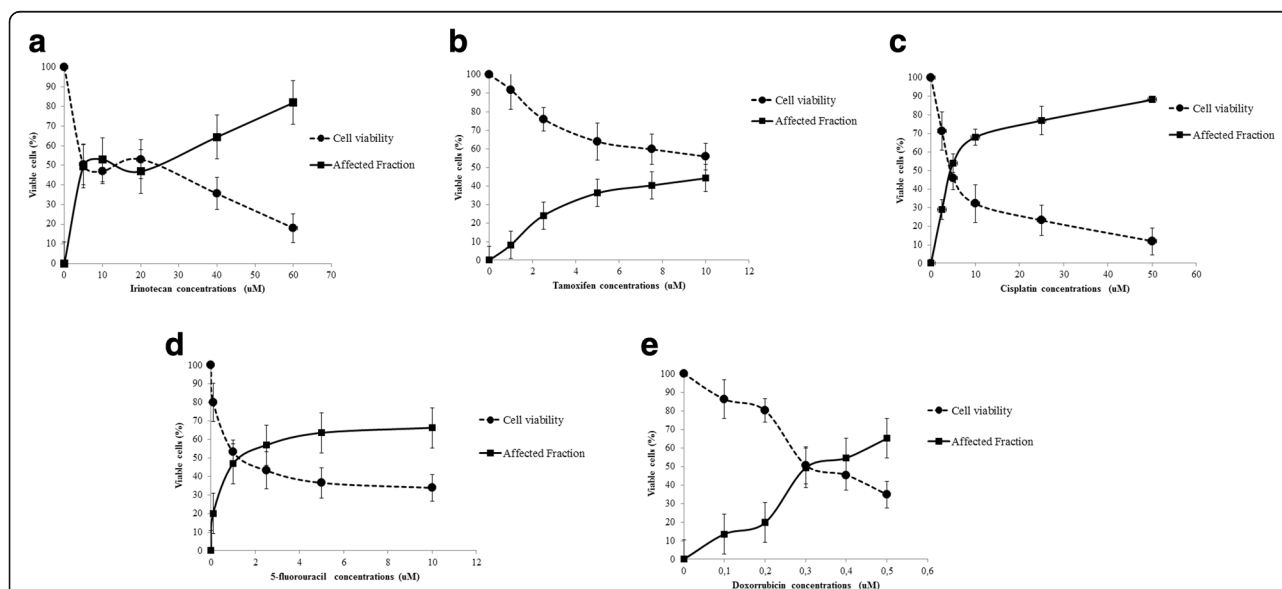 a
100
90
80
70
60
50
40
30
20
10
0
Viable cells (%)
0 10 20 30 40 50 60 70
Irinotecan concentrations (uM)
Cell viability
Affected Fraction
b
100
90
80
70
60
50
40
30
20
10
0
Viable cells (%)
0 2 4 6 8 10 12
Tamoxifen concentrations (uM)
Cell viability
Affected Fraction
c
100
90
80
70
60
50
40
30
20
10
0
Viable cells (%)
0 10 20 30 40 50 60
Cisplatin concentrations (uM)
Cell viability
Affected Fraction
d
100
90
80
70
60
50
40
30
20
10
0
Viable cells (%)
0 2 4 6 8 10 12
5-fluorouracil concentrations (uM)
Cell viability
Affected Fraction
e
100
90
80
70
60
50
40
30
20
10
0
Viable cells (%)
0 0,1 0,2 0,3 0,4 0,5 0,6
Doxorrubicin concentrations (uM)
Cell viability
Affected Fraction